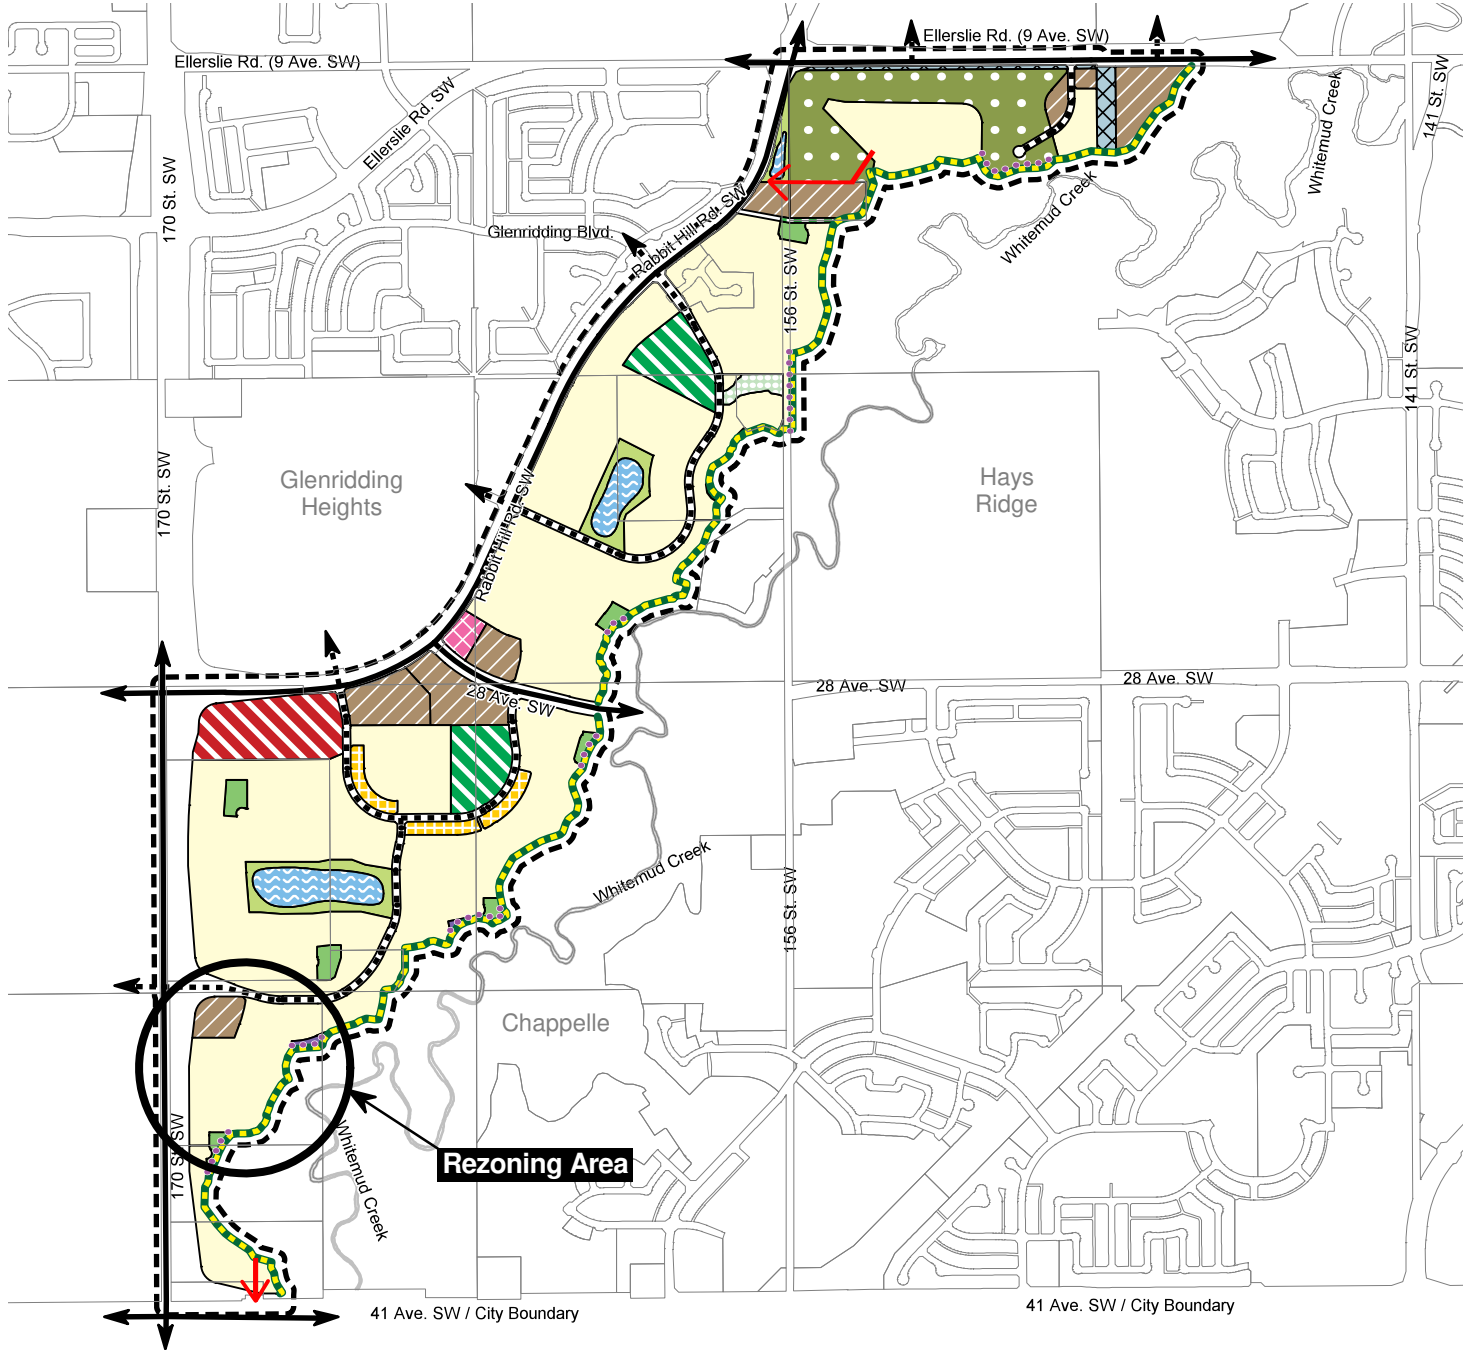 Ellerslie Rd. (9 Ave. SW)
Ellerslie Rd. (9 Ave. SW)
Ellerslie Rd. SW
141 St. SW
Whitemud Creek
170 St. SW
Rabbit Hill Rd. SW
Glenridding Blvd.
Whitemud Creek
156 St. SW
141 St. SW
Glenridding
Heights
Hays
Ridge
170 St. SW
Rabbit Hill Rd. SW
28 Ave. SW
28 Ave. SW
28 Ave. SW
Whitemud Creek
156 St. SW
Chappelle
170 St. SW
Whitemud Creek
Rezoning Area
41 Ave. SW / City Boundary
41 Ave. SW / City Boundary